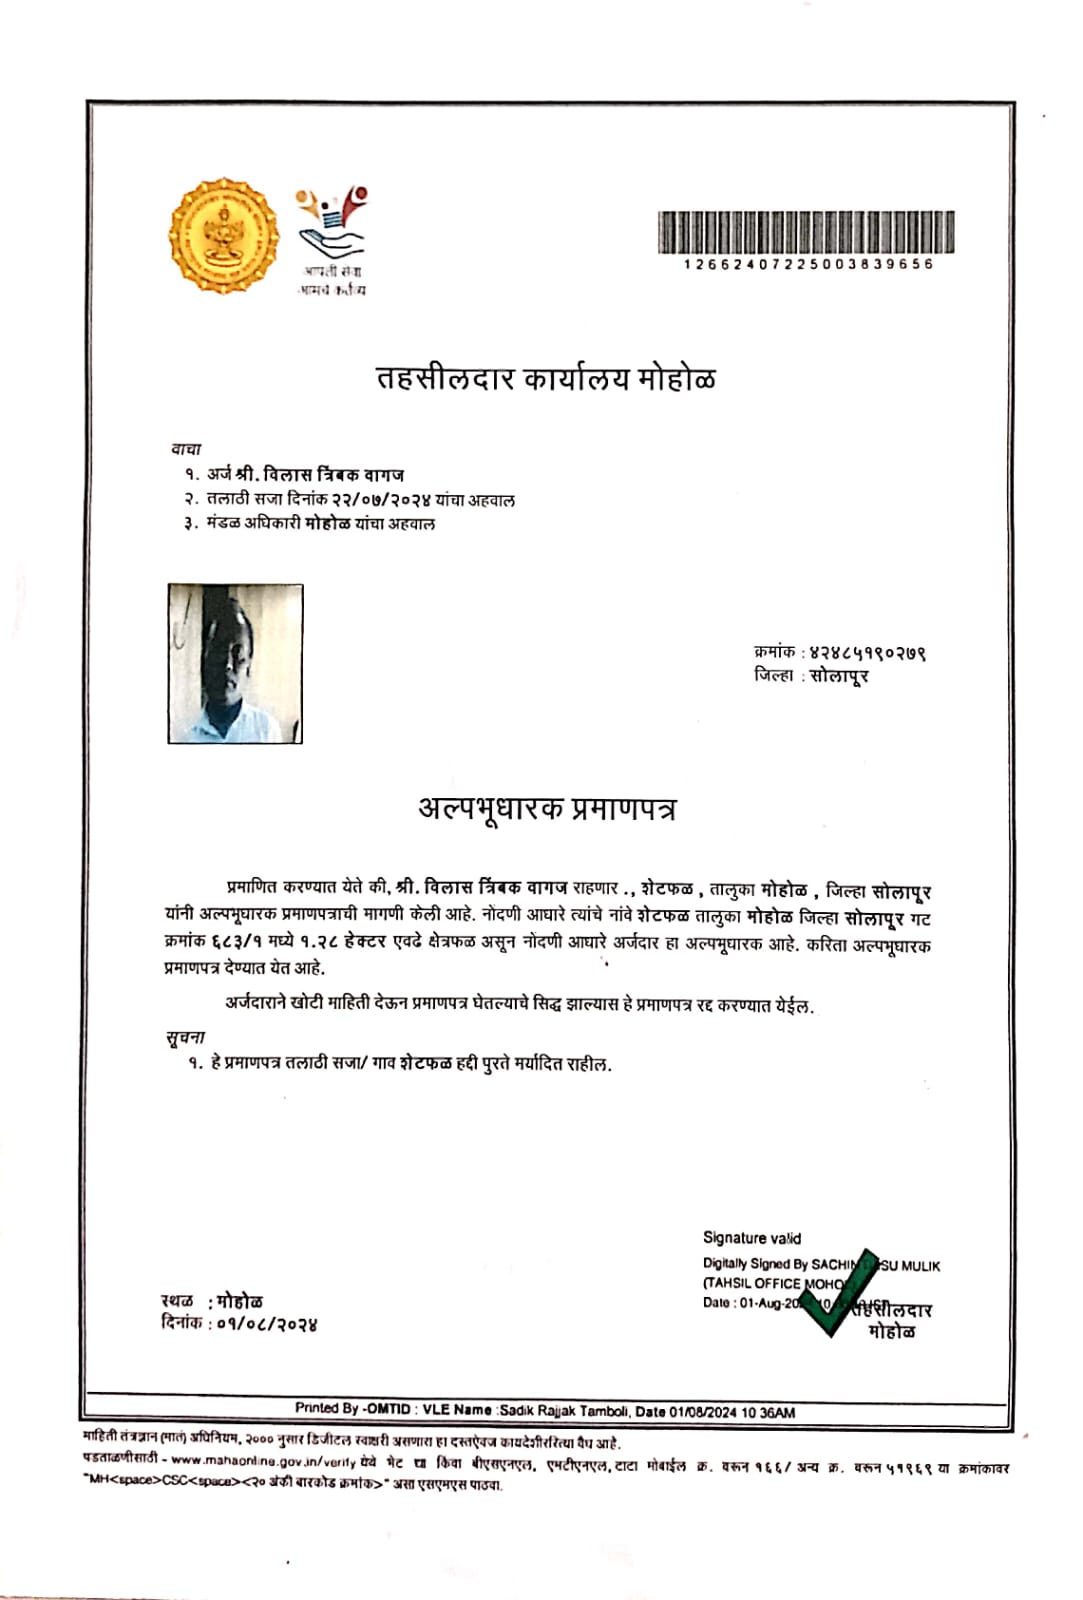 आपली सेवा
आमचे कर्तव्य
12662407225003839656
तहसीलदार कार्यालय मोहोळ
वाचा
१. अर्ज श्री. विलास त्रिंबक वागज
२. तलाठी सजा दिनांक २२/०७/२०२४ यांचा अहवाल
३. मंडळ अधिकारी मोहोळ यांचा अहवाल
क्रमांक : ४२४८५१९०२७९
जिल्हा : सोलापूर
अल्पभूधारक प्रमाणपत्र
प्रमाणित करण्यात येते की, श्री. विलास त्रिंबक वागज राहणार ., शेटफळ , तालुका मोहोळ , जिल्हा सोलापूर
यांनी अल्पभूधारक प्रमाणपत्राची मागणी केली आहे. नोंदणी आधारे त्यांचे नांवे शेटफळ तालुका मोहोळ जिल्हा सोलापूर गट
क्रमांक ६८३/१ मध्ये १.२८ हेक्टर एवढे क्षेत्रफळ असून नोंदणी आधारे अर्जदार हा अल्पभूधारक आहे. करिता अल्पभूधारक
प्रमाणपत्र देण्यात येत आहे.
अर्जदाराने खोटी माहिती देऊन प्रमाणपत्र घेतल्याचे सिद्ध झाल्यास हे प्रमाणपत्र रद्द करण्यात येईल.
सूचना
१. हे प्रमाणपत्र तलाठी सजा/ गाव शेटफळ हद्दी पुरते मर्यादित राहील.
Signature valid
Digitally Signed By SACHIN MULIK
(TAHSIL OFFICE MOHOL)
Date : 01-Aug-20
तहसीलदार
मोहोळ
स्थळ : मोहोळ
दिनांक : ०१/०८/२०२४
Printed By -OMTID : VLE Name :Sadik Rajjak Tamboli, Date 01/08/2024 10 36AM
माहिती तंत्रज्ञान (मातं) अधिनियम, २००० नुसार डिजीटल स्वाक्षरी असणारा हा दस्तऐवज कायदेशीररित्या वैध आहे.
पडताळणीसाठी - www.mahaonline.gov.in/verify येथे भेट द्या किंवा बीएसएनएल, एमटीएनएल, टाटा मोबाईल क्र. वरून १६६/ अन्य क्र. वरून ५१९६९ या क्रमांकावर
"MH<space>CSC<space><२० अंकी बारकोड क्रमांक>" असा एसएमएस पाठवा.